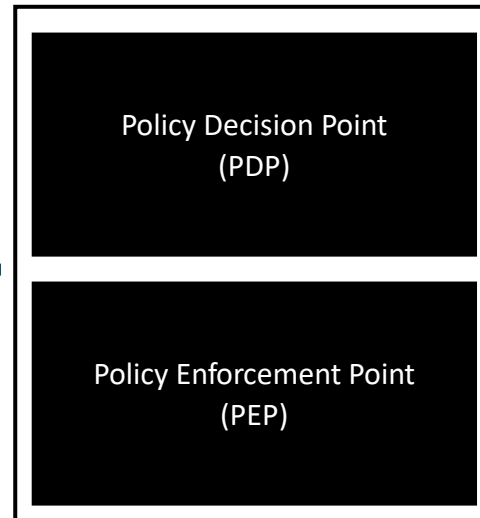 Policy Decision Point
(PDP)
Policy Enforcement Point
(PEP)